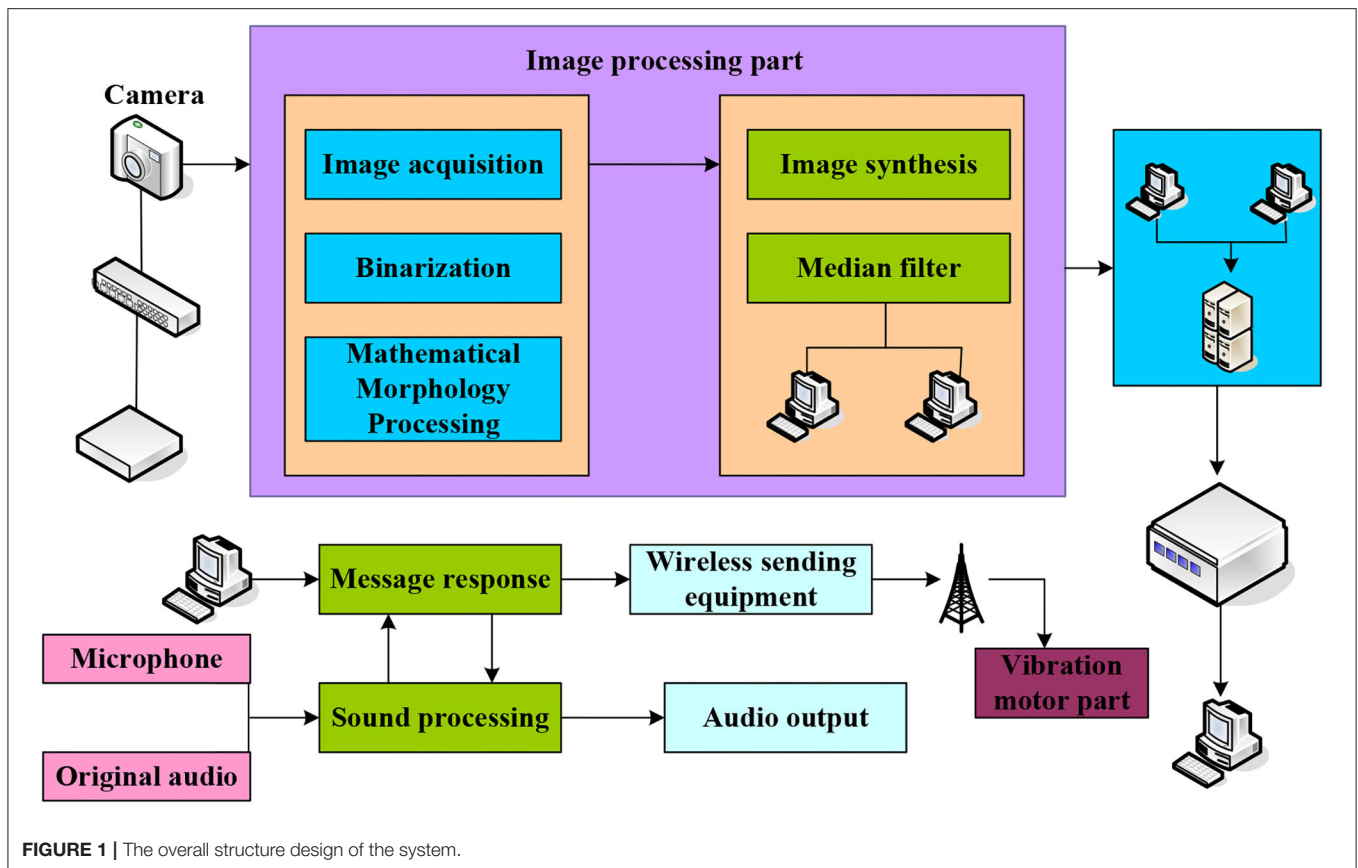 Image processing part
Camera
Image acquisition
Image synthesis
Binarization
Median filter
Mathematical
Morphology
Processing
Message response
Wireless sending
equipment
Microphone
Vibration
motor part
Sound processing
Audio output
Original audio
FIGURE 1 | The overall structure design of the system.